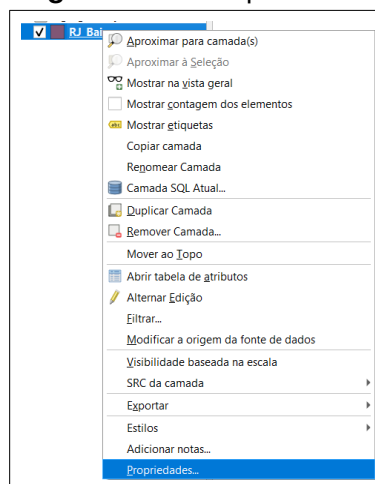 RJ_Bai
Aproximar para camada(s)
Aproximar à Seleção
Mostrar na vista geral
Mostrar contagem dos elementos
abc Mostrar etiquetas
Copiar camada
Renomear Camada
Camada SQL Atual...
Duplicar Camada
Remover Camada...
Mover ao Topo
Abrir tabela de atributos
Alternar Edição
Filtrar...
Modificar a origem da fonte de dados
Visibilidade baseada na escala
SRC da camada
Exportar
Estilos
Adicionar notas...
Propriedades...